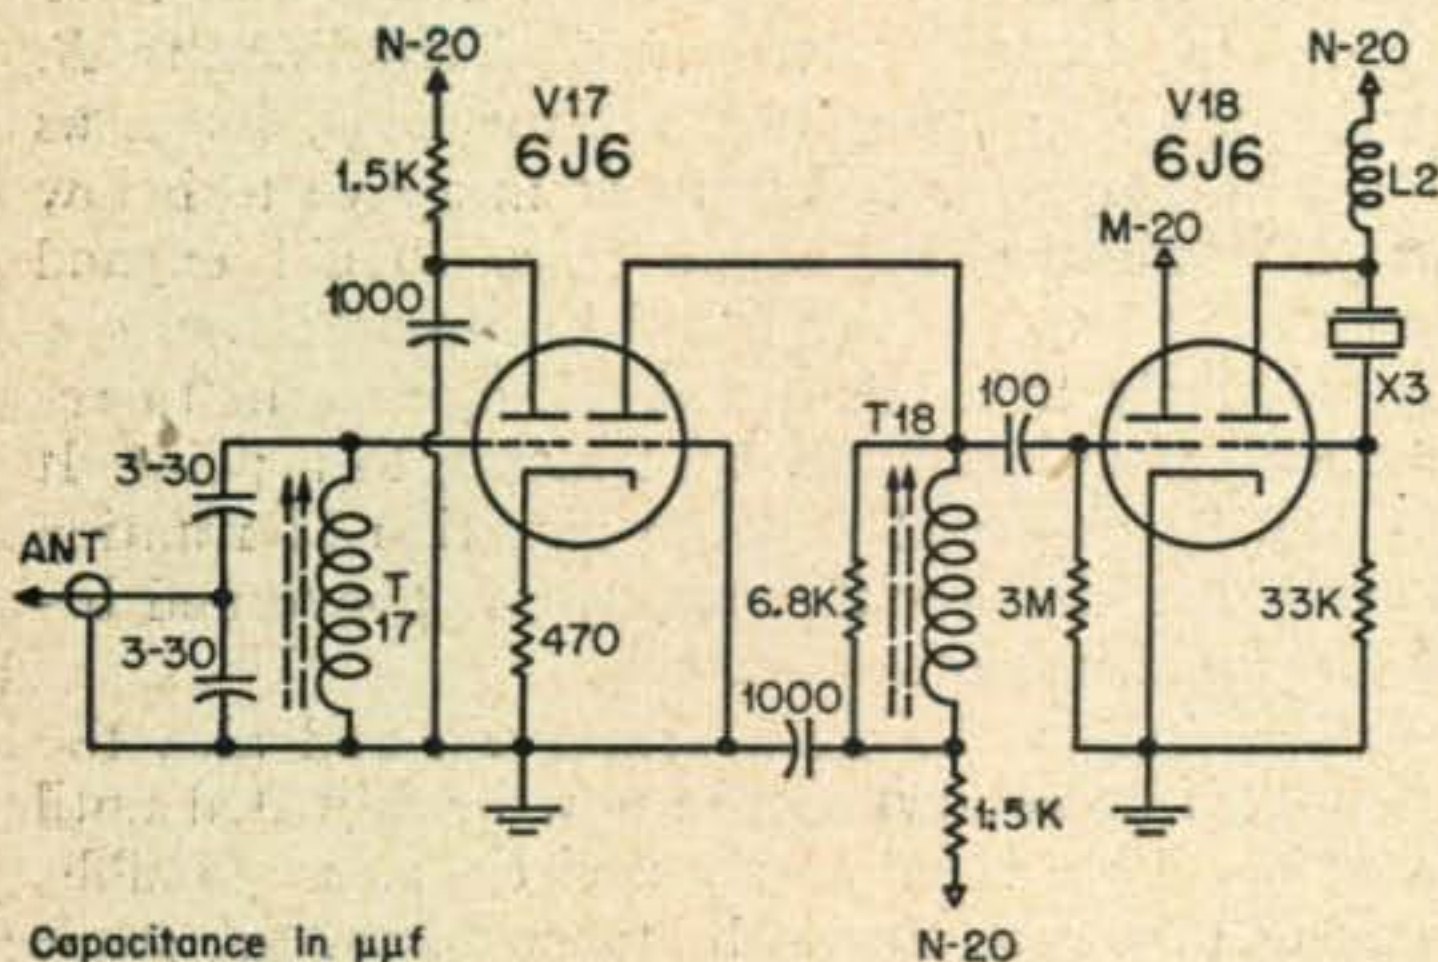 N-20
V17
6J6
1.5K
1000
V18
6J6
N-20
L2
M-20
X3
3-30
ANT
3-30
T
17
470
T18
100
6.8K
1000
3M
33K
1.5K
N-20
Capacitance in μμf